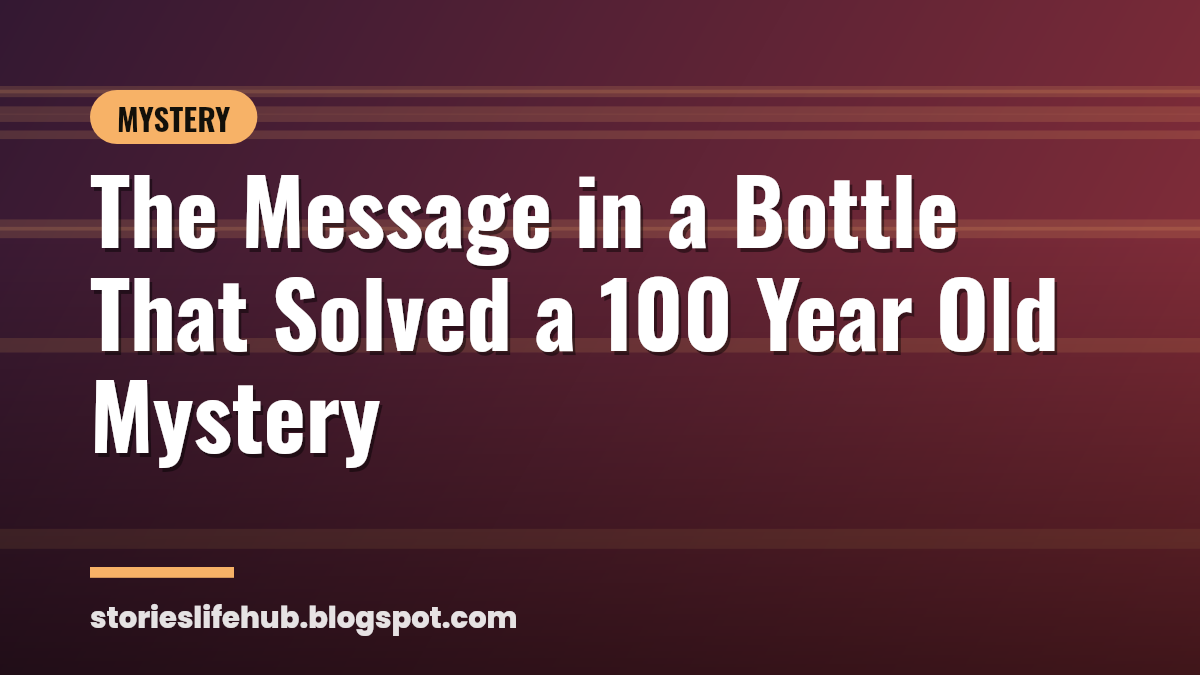 MYSTERY
The Message in a Bottle
That Solved a 100 Year Old
Mystery
storieslifehub.blogspot.com